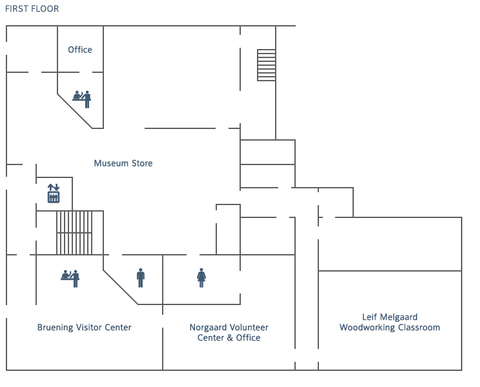 FIRST FLOOR
Office
Museum Store
Bruening Visitor Center
Norgaard Volunteer
Center & Office
Leif Melgaard
Woodworking Classroom